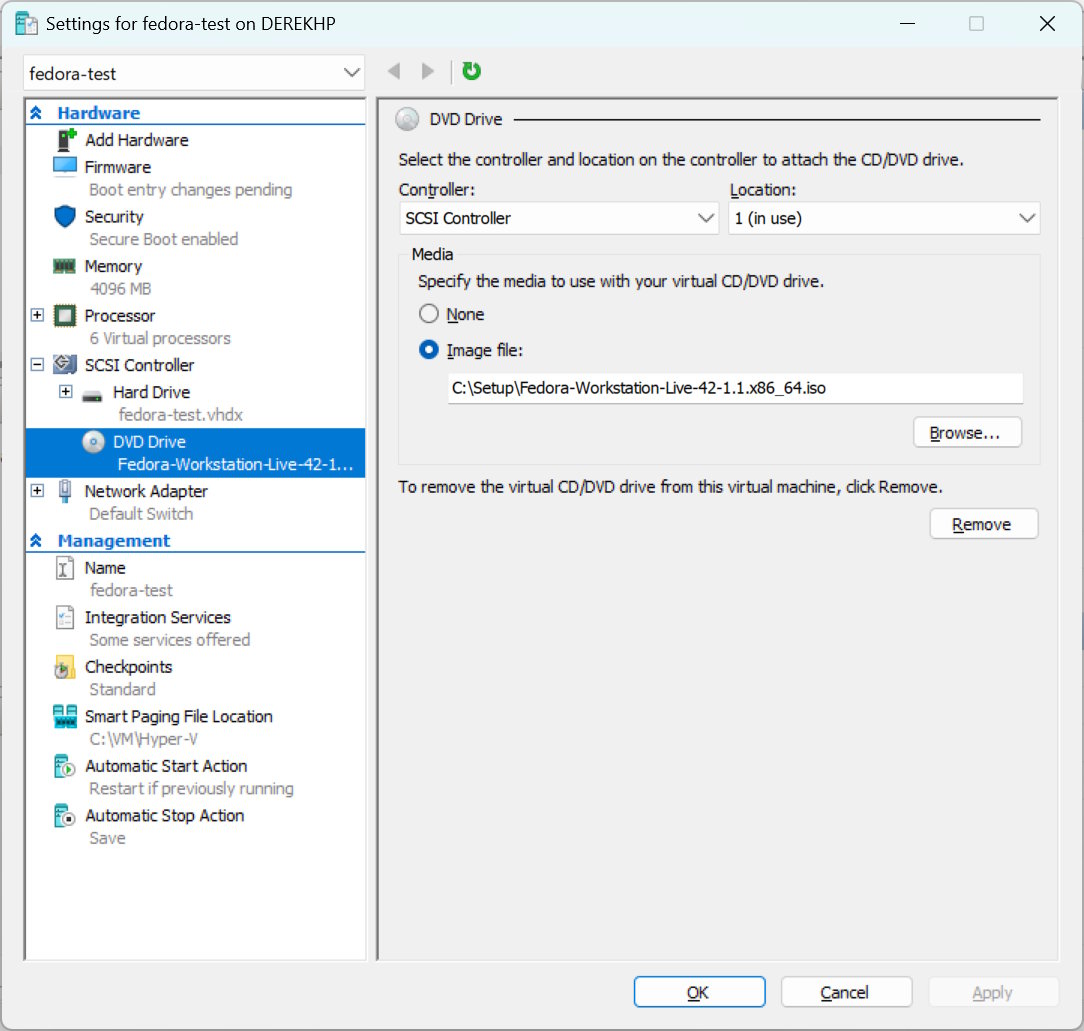 Settings for fedora-test on DEREKHP
fedora-test
Hardware
Add Hardware
Firmware
Boot entry changes pending
Security
Secure Boot enabled
Memory
4096 MB
Processor
6 Virtual processors
SCSI Controller
Hard Drive
fedora-test.vhdx
DVD Drive
Fedora-Workstation-Live-42-1...
Network Adapter
Default Switch
Management
Name
fedora-test
Integration Services
Some services offered
Checkpoints
Standard
Smart Paging File Location
C:\VM\Hyper-V
Automatic Start Action
Restart if previously running
Automatic Stop Action
Save
DVD Drive
Select the controller and location on the controller to attach the CD/DVD drive.
Controller: Location:
SCSI Controller 1 (in use)
Media
Specify the media to use with your virtual CD/DVD drive.
None
Image file:
C:\Setup\Fedora-Workstation-Live-42-1.1.x86_64.iso
Browse...
To remove the virtual CD/DVD drive from this virtual machine, click Remove.
Remove
OK Cancel Apply